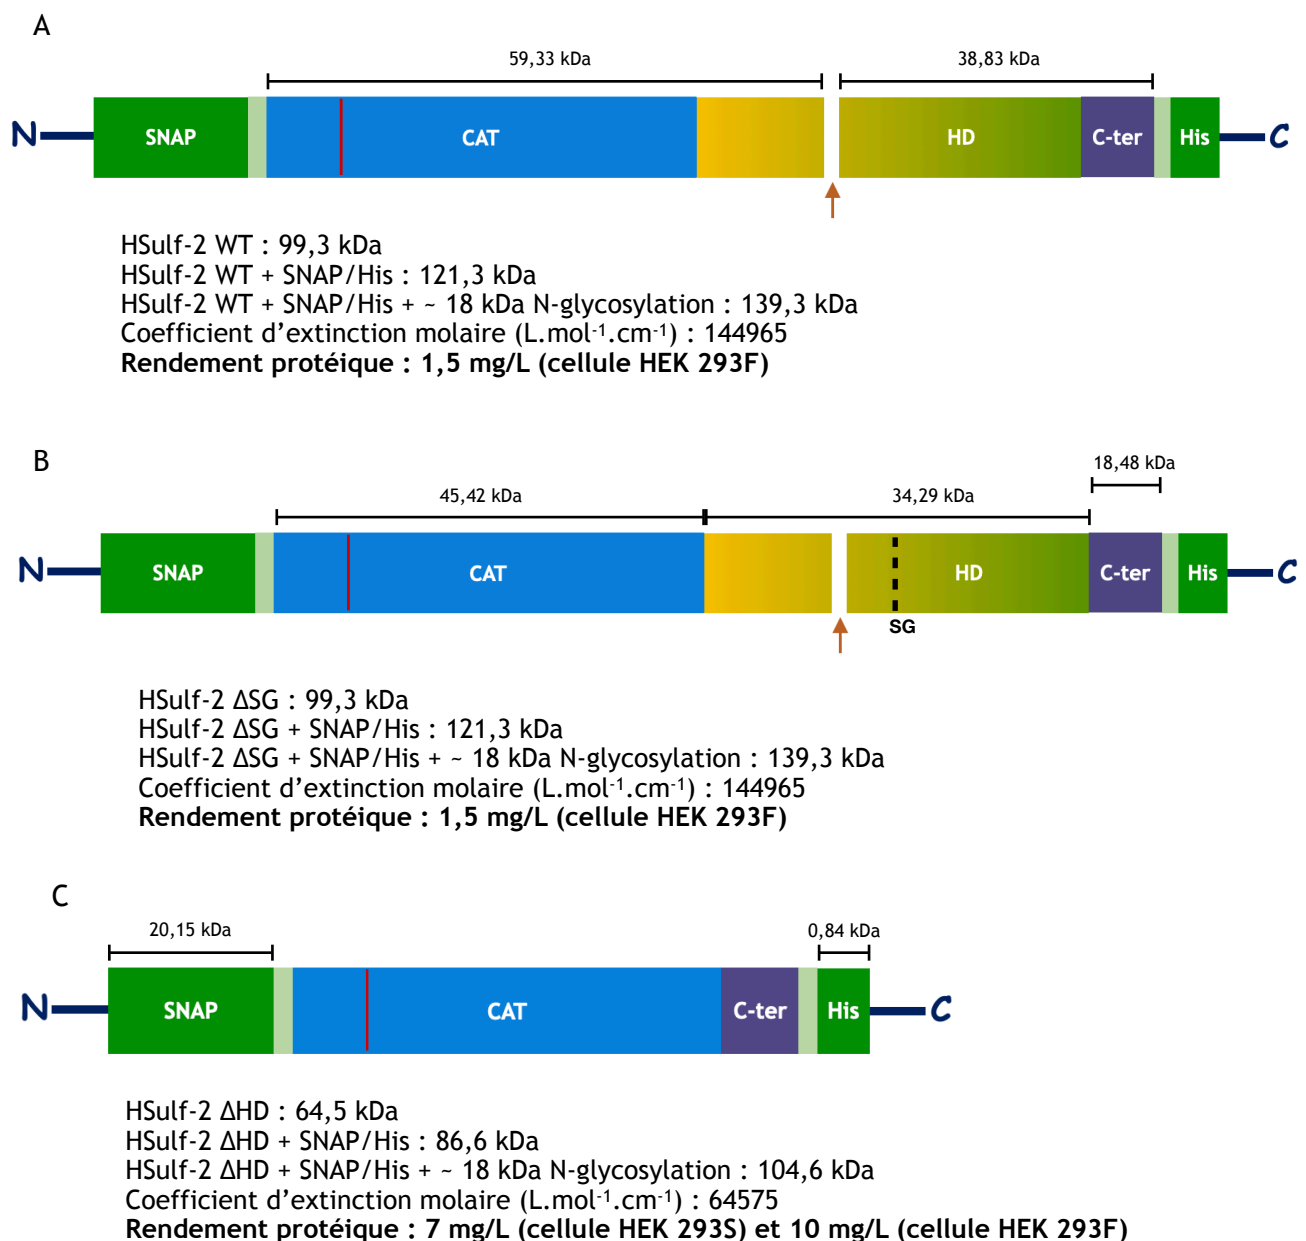 A
59,33 kDa
38,83 kDa
N SNAP CAT HD C-ter His C
HSulf-2 WT : 99,3 kDa
HSulf-2 WT + SNAP/His : 121,3 kDa
HSulf-2 WT + SNAP/His + ~ 18 kDa N-glycosylation : 139,3 kDa
Coefficient d’extinction molaire (L.mol-1.cm-1) : 144965
Rendement protéique : 1,5 mg/L (cellule HEK 293F)
B
18,48 kDa
45,42 kDa
34,29 kDa
N SNAP CAT HD C-ter His C
SG
HSulf-2 ΔSG : 99,3 kDa
HSulf-2 ΔSG + SNAP/His : 121,3 kDa
HSulf-2 ΔSG + SNAP/His + ~ 18 kDa N-glycosylation : 139,3 kDa
Coefficient d’extinction molaire (L.mol-1.cm-1) : 144965
Rendement protéique : 1,5 mg/L (cellule HEK 293F)
C
20,15 kDa
0,84 kDa
N SNAP CAT C-ter His C
HSulf-2 ΔHD : 64,5 kDa
HSulf-2 ΔHD + SNAP/His : 86,6 kDa
HSulf-2 ΔHD + SNAP/His + ~ 18 kDa N-glycosylation : 104,6 kDa
Coefficient d’extinction molaire (L.mol-1.cm-1) : 64575
Rendement protéique : 7 mg/L (cellule HEK 293S) et 10 mg/L (cellule HEK 293F)